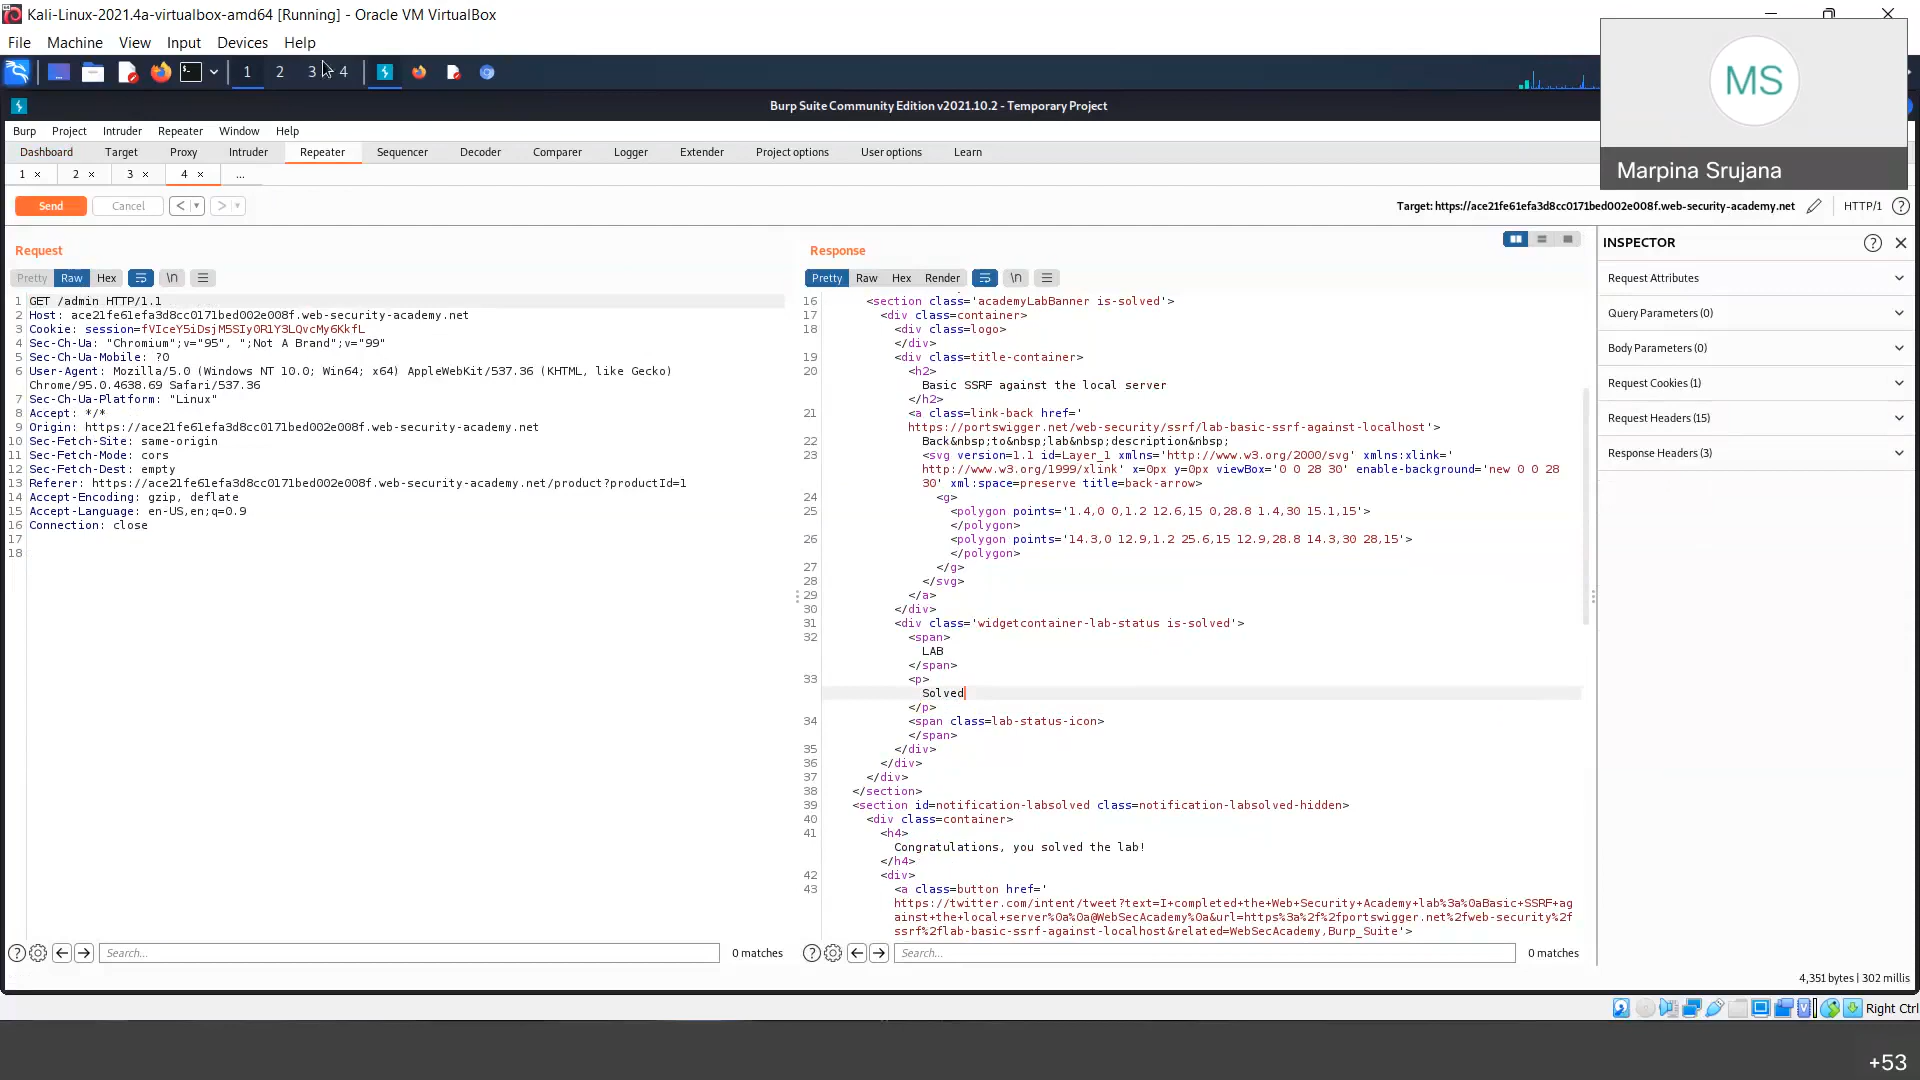 Kali-Linux-2021.4a-virtualbox-amd64 [Running] - Oracle VM VirtualBox
File Machine View Input Devices Help
1 2 3 4
Burp Suite Community Edition v2021.10.2 - Temporary Project
MS
Marpina Srujana
Burp Project Intruder Repeater Window Help
Dashboard Target Proxy Intruder Repeater Sequencer Decoder Comparer Logger Extender Project options User options Learn
1 × 2 × 3 × 4 × ...
Send Cancel < > Target: https://ace21fe61efa3d8cc0171bed002e008f.web-security-academy.net HTTP/1 ?
Request
Pretty Raw Hex \n
1 GET /admin HTTP/1.1
2 Host: ace21fe61efa3d8cc0171bed002e008f.web-security-academy.net
3 Cookie: session=fVIceY5iDsjM5SIy0R1Y3LQvcMy6KkfL
4 Sec-Ch-Ua: "Chromium";v="95", ";Not A Brand";v="99"
5 Sec-Ch-Ua-Mobile: ?0
6 User-Agent: Mozilla/5.0 (Windows NT 10.0; Win64; x64) AppleWebKit/537.36 (KHTML, like Gecko)
Chrome/95.0.4638.69 Safari/537.36
7 Sec-Ch-Ua-Platform: "Linux"
8 Accept: */*
9 Origin: https://ace21fe61efa3d8cc0171bed002e008f.web-security-academy.net
10 Sec-Fetch-Site: same-origin
11 Sec-Fetch-Mode: cors
12 Sec-Fetch-Dest: empty
13 Referer: https://ace21fe61efa3d8cc0171bed002e008f.web-security-academy.net/product?productId=1
14 Accept-Encoding: gzip, deflate
15 Accept-Language: en-US,en;q=0.9
16 Connection: close
17
18
? Search... 0 matches
Response
Pretty Raw Hex Render \n
16 <section class='academyLabBanner is-solved'>
17 <div class=container>
18 <div class=logo>
</div>
19 <div class=title-container>
20 <h2>
Basic SSRF against the local server
</h2>
21 <a class=link-back href='
https://portswigger.net/web-security/ssrf/lab-basic-ssrf-against-localhost'>
22 Back&nbsp;to&nbsp;lab&nbsp;description&nbsp;
23 <svg version=1.1 id=Layer_1 xmlns='http://www.w3.org/2000/svg' xmlns:xlink='
http://www.w3.org/1999/xlink' x=0px y=0px viewBox='0 0 28 30' enable-background='new 0 0 28
30' xml:space=preserve title=back-arrow>
24 <g>
25 <polygon points='1.4,0 0,1.2 12.6,15 0,28.8 1.4,30 15.1,15'>
</polygon>
26 <polygon points='14.3,0 12.9,1.2 25.6,15 12.9,28.8 14.3,30 28,15'>
</polygon>
27 </g>
28 </svg>
29 </a>
30 </div>
31 <div class='widgetcontainer-lab-status is-solved'>
32 <span>
LAB
</span>
33 <p>
Solved
</p>
34 <span class=lab-status-icon>
</span>
35 </div>
36 </div>
37 </div>
38 </section>
39 <section id=notification-labsolved class=notification-labsolved-hidden>
40 <div class=container>
41 <h4>
Congratulations, you solved the lab!
</h4>
42 <div>
43 <a class=button href='
https://twitter.com/intent/tweet?text=I+completed+the+Web+Security+Academy+lab%3a%0aBasic+SSRF+ag
ainst+the+local+server%0a%0a@WebSecAcademy%0a&url=https%3a%2f%2fportswigger.net%2fweb-security%2f
ssrf%2flab-basic-ssrf-against-localhost&related=WebSecAcademy,Burp_Suite'>
? Search... 0 matches
INSPECTOR
Request Attributes
Query Parameters (0)
Body Parameters (0)
Request Cookies (1)
Request Headers (15)
Response Headers (3)
4,351 bytes | 302 millis
Right Ctrl
+53